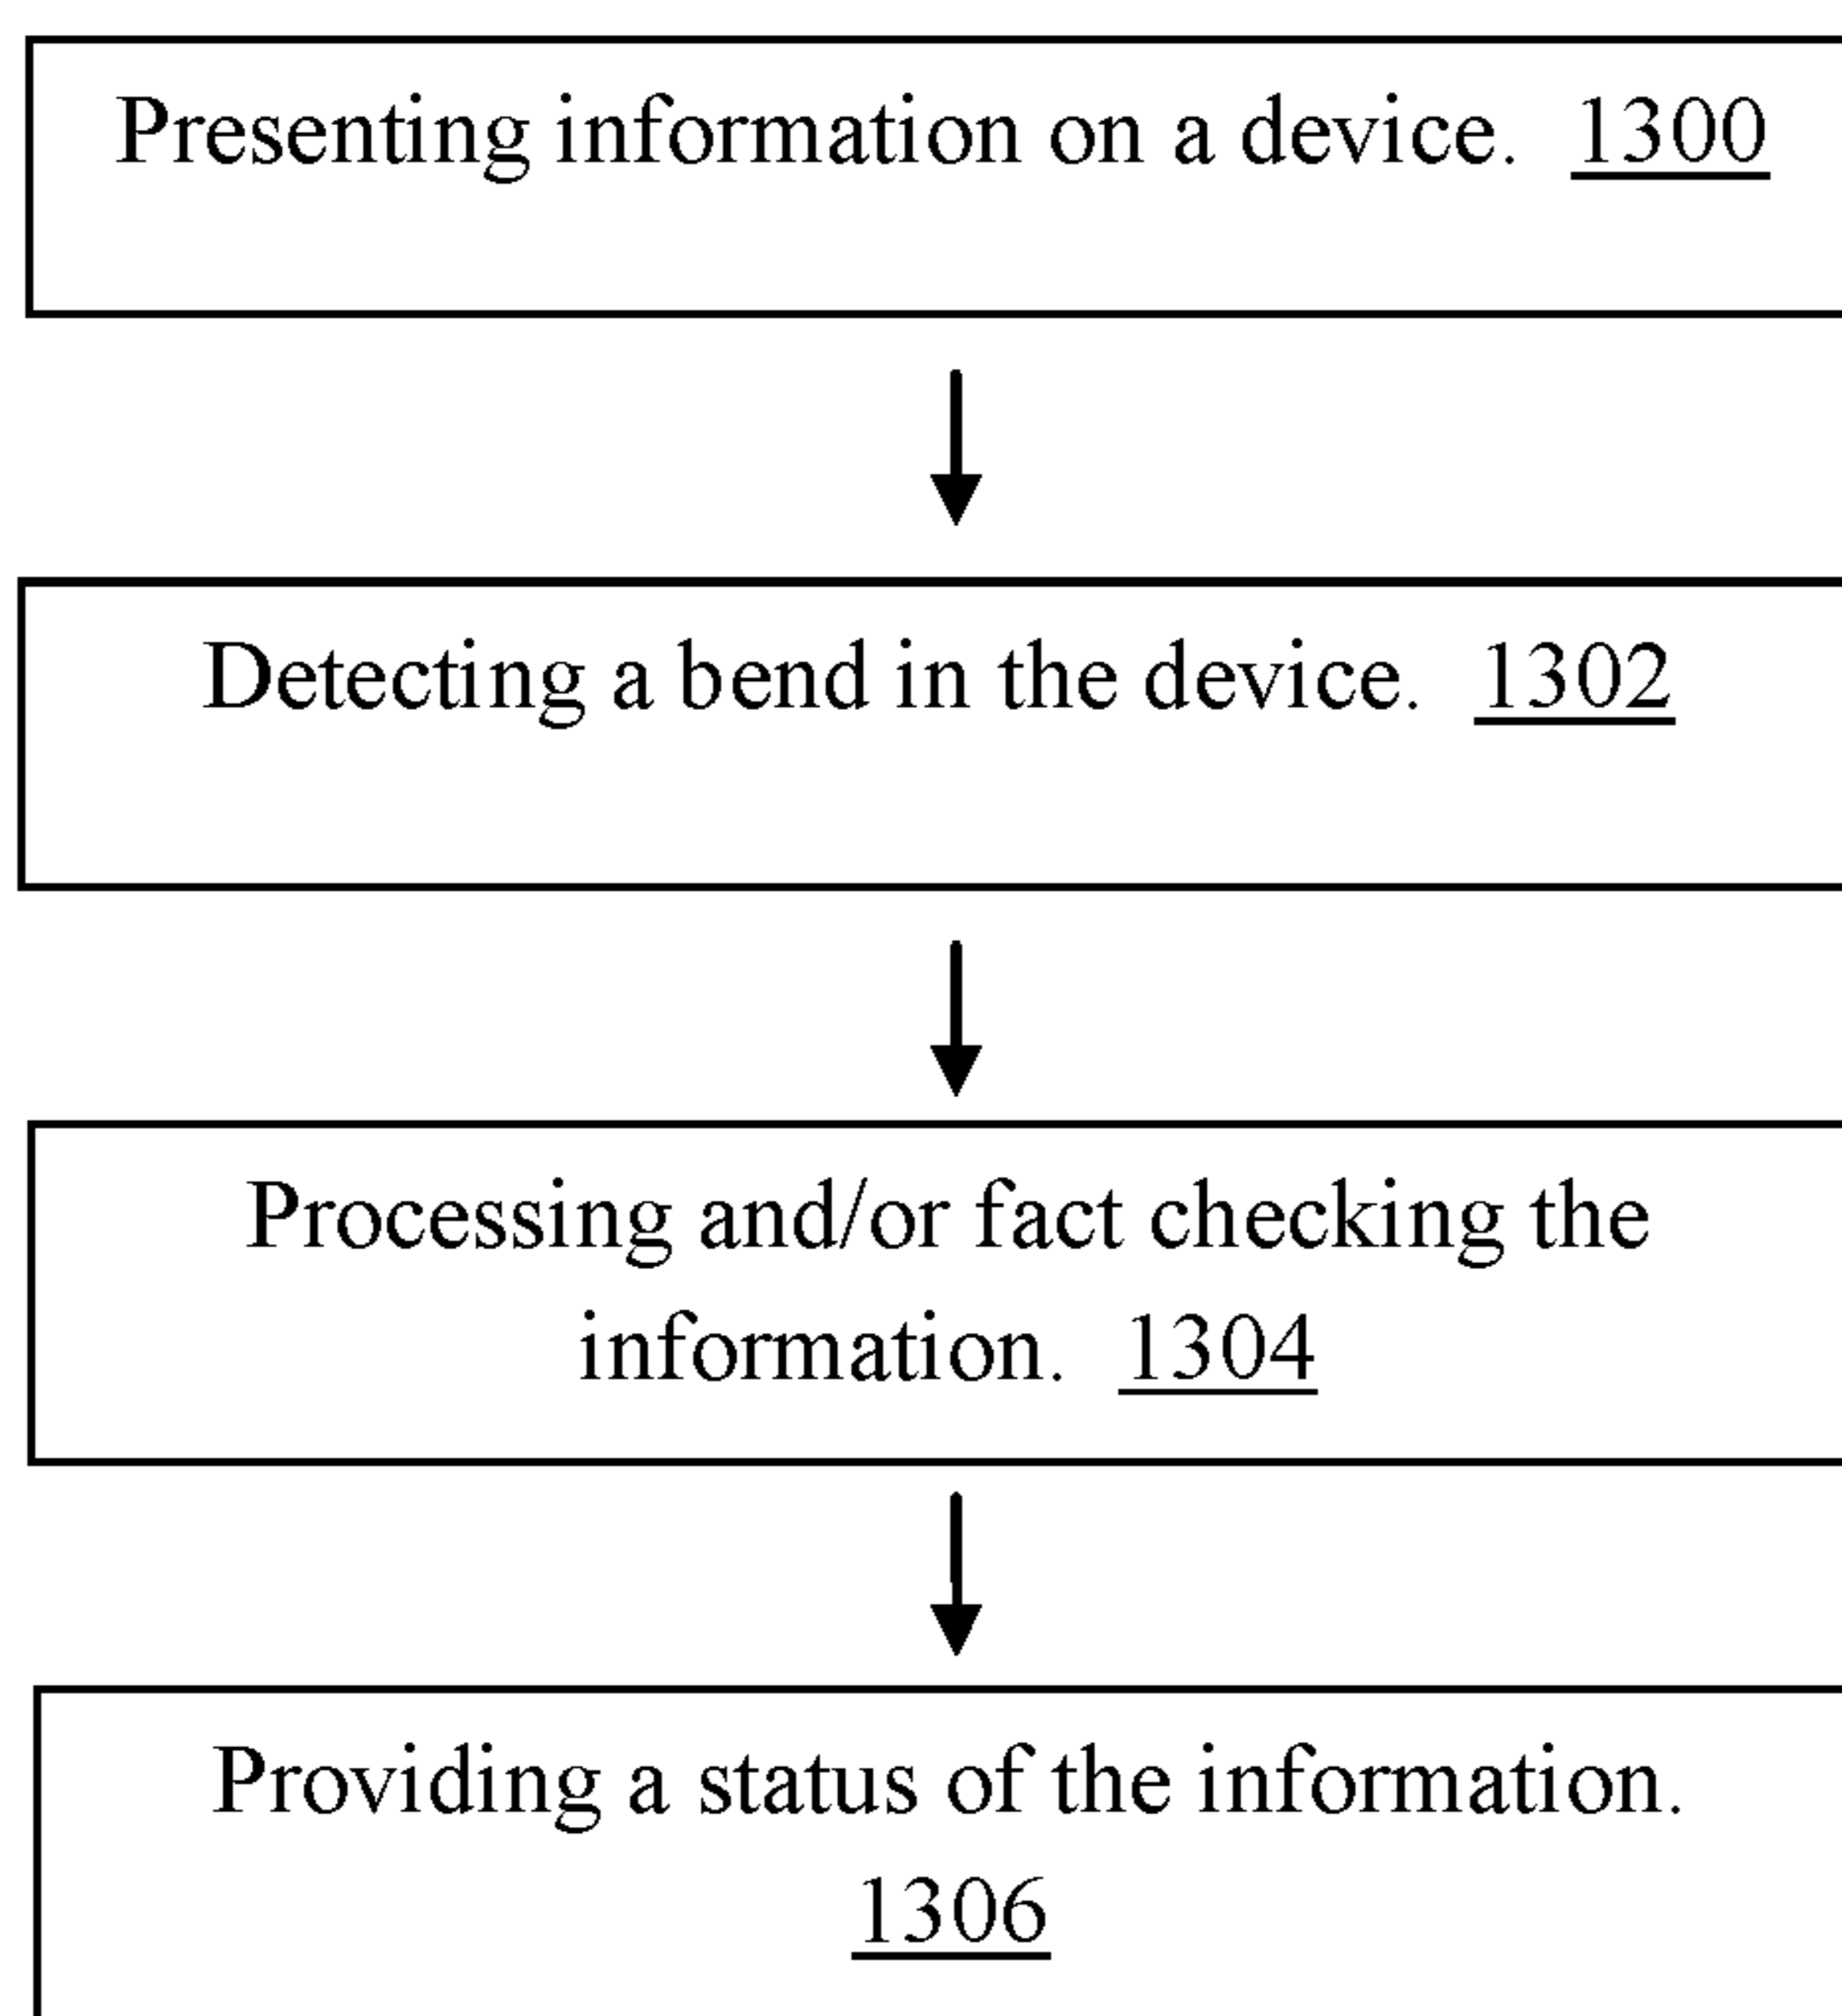 Presenting information on a device. 1300
Detecting a bend in the device. 1302
Processing and/or fact checking the
information. 1304
Providing a status of the information.
1306